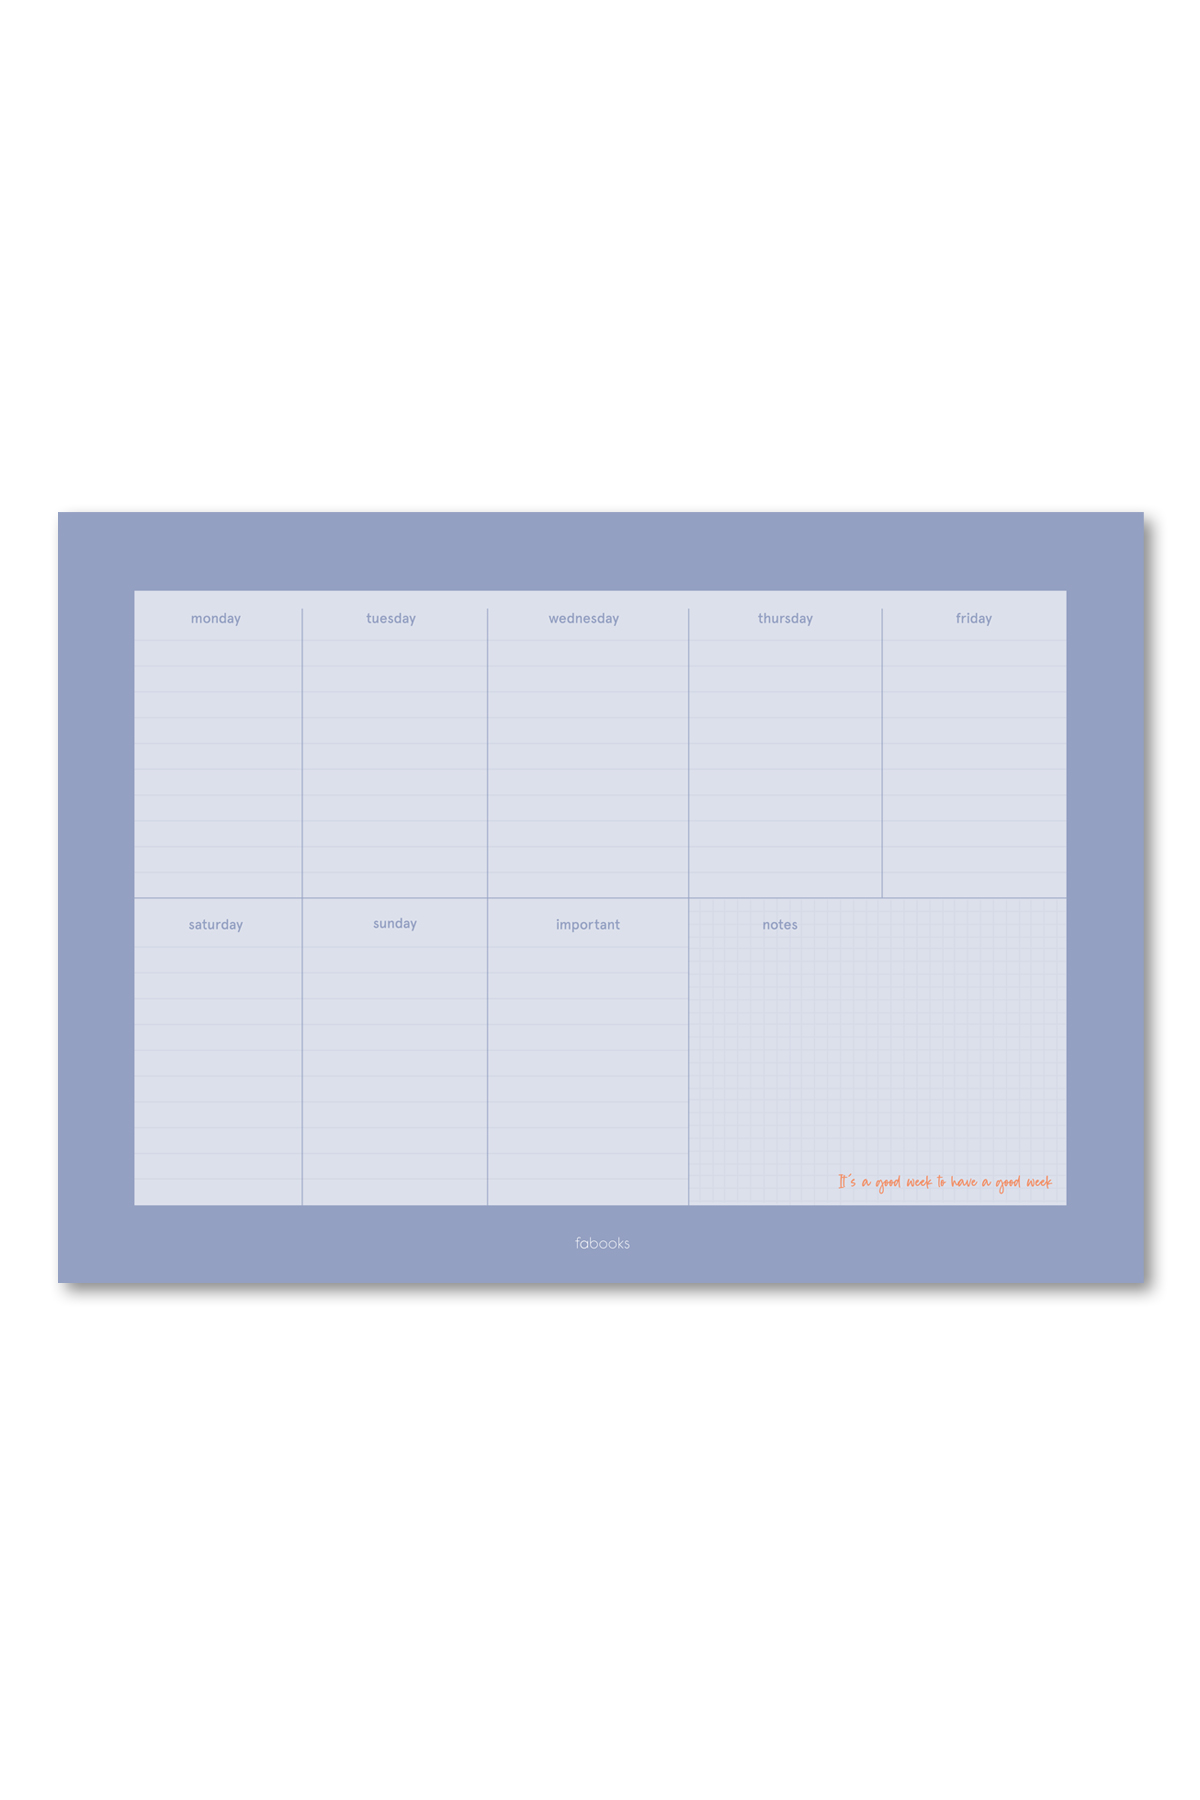 monday tuesday wednesday thursday friday
saturday sunday important notes
It's a good week to have a good week
fabooks